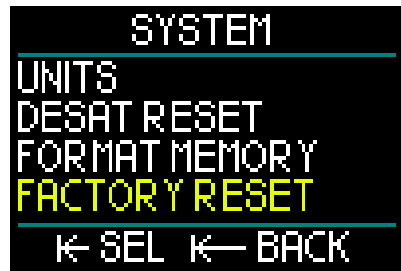 SYSTEM
UNITS
DESAT RESET
FORMAT MEMORY
FACTORY RESET
SEL BACK